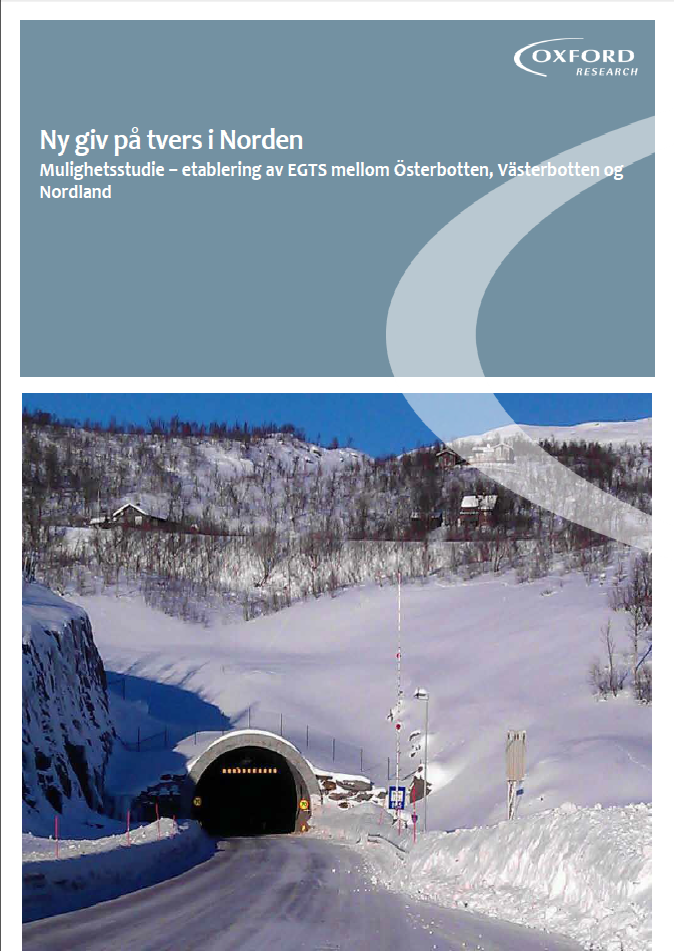 OXFORD
RESEARCH
Ny giv på tvers i Norden
Mulighetsstudie – etablering av EGTS mellom Österbotten, Västerbotten og
Nordland